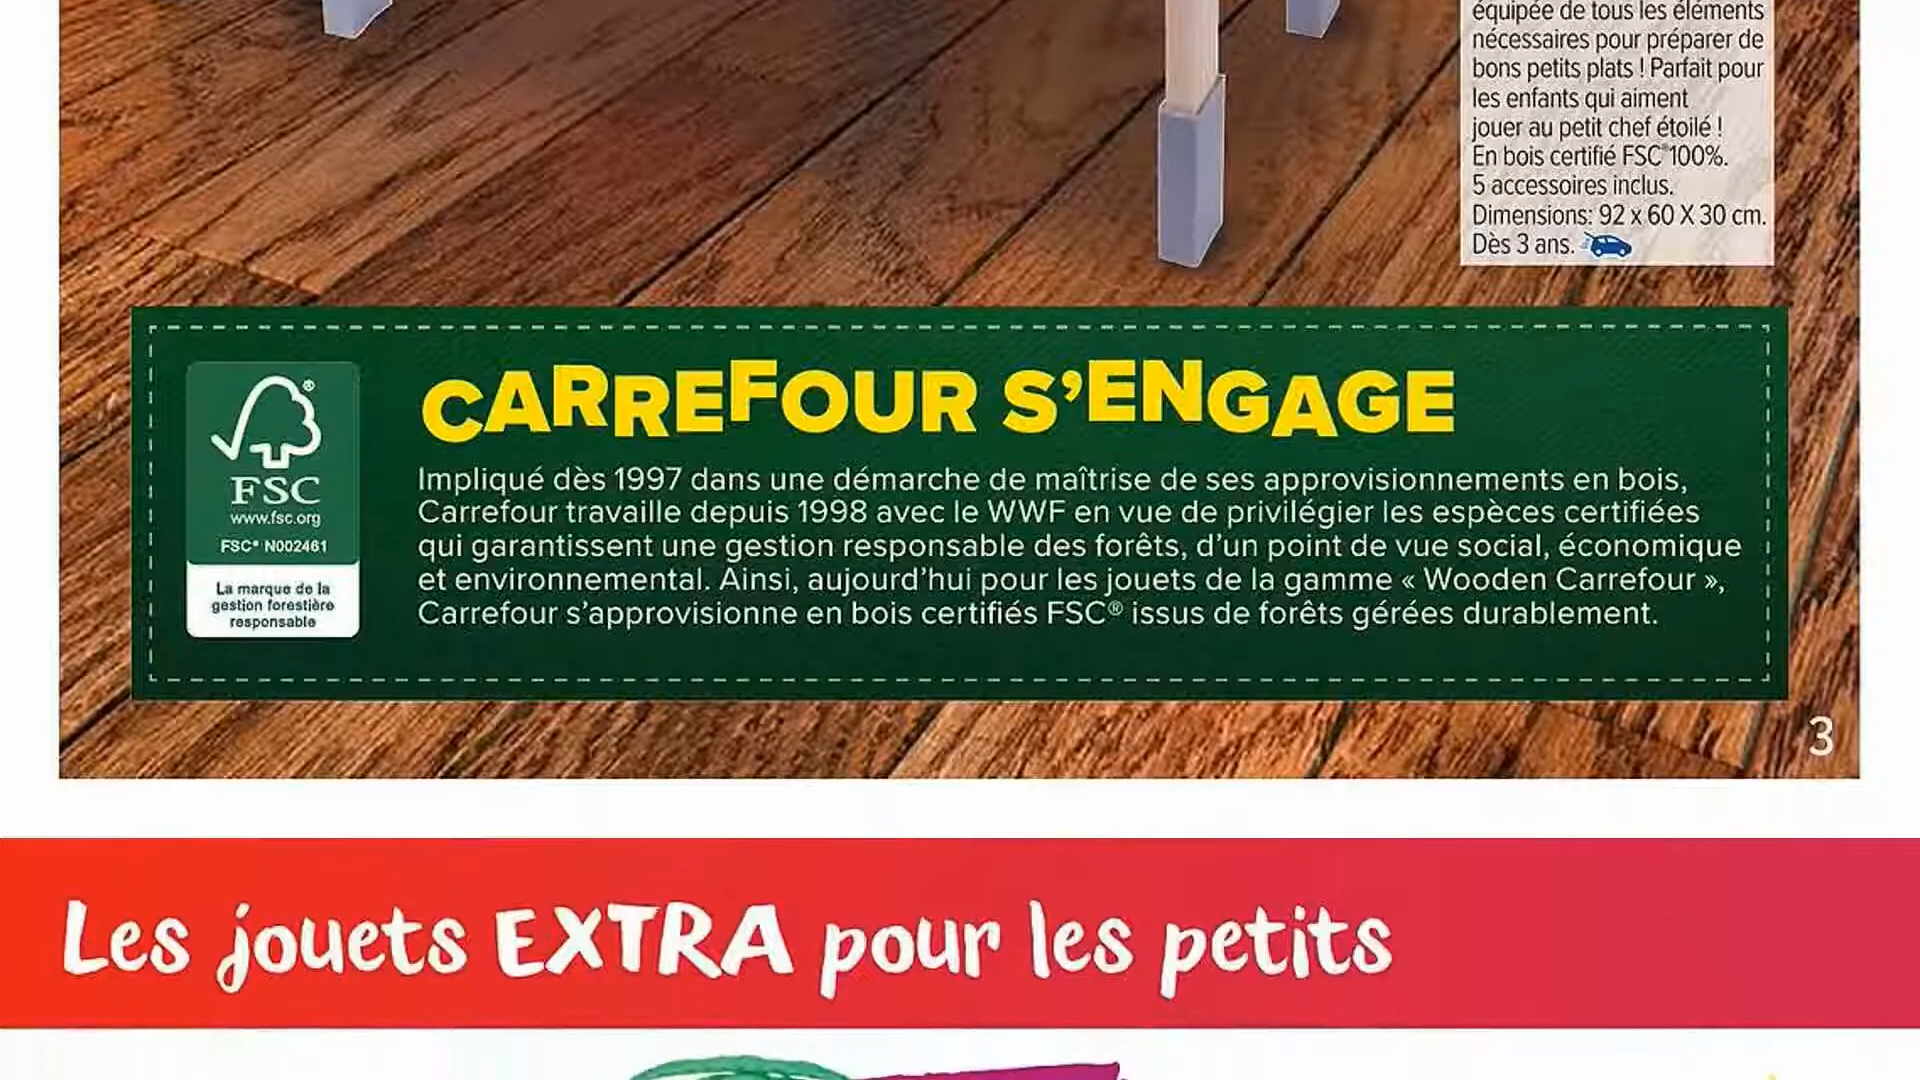 équipée de tous les éléments
nécessaires pour préparer de
bons petits plats ! Parfait pour
les enfants qui aiment
jouer au petit chef étoilé !
En bois certifié FSC®100%.
5 accessoires inclus.
Dimensions: 92 x 60 X 30 cm.
Dès 3 ans.
CARREFOUR S'ENGAGE
Impliqué dès 1997 dans une démarche de maîtrise de ses approvisionnements en bois,
Carrefour travaille depuis 1998 avec le WWF en vue de privilégier les espèces certifiées
qui garantissent une gestion responsable des forêts, d'un point de vue social, économique
et environnemental. Ainsi, aujourd'hui pour les jouets de la gamme « Wooden Carrefour »,
Carrefour s'approvisionne en bois certifiés FSC® issus de forêts gérées durablement.
®
FSC
www.fsc.org
FSC® N002461
La marque de la
gestion forestière
responsable
3
Les jouets EXTRA pour les petits